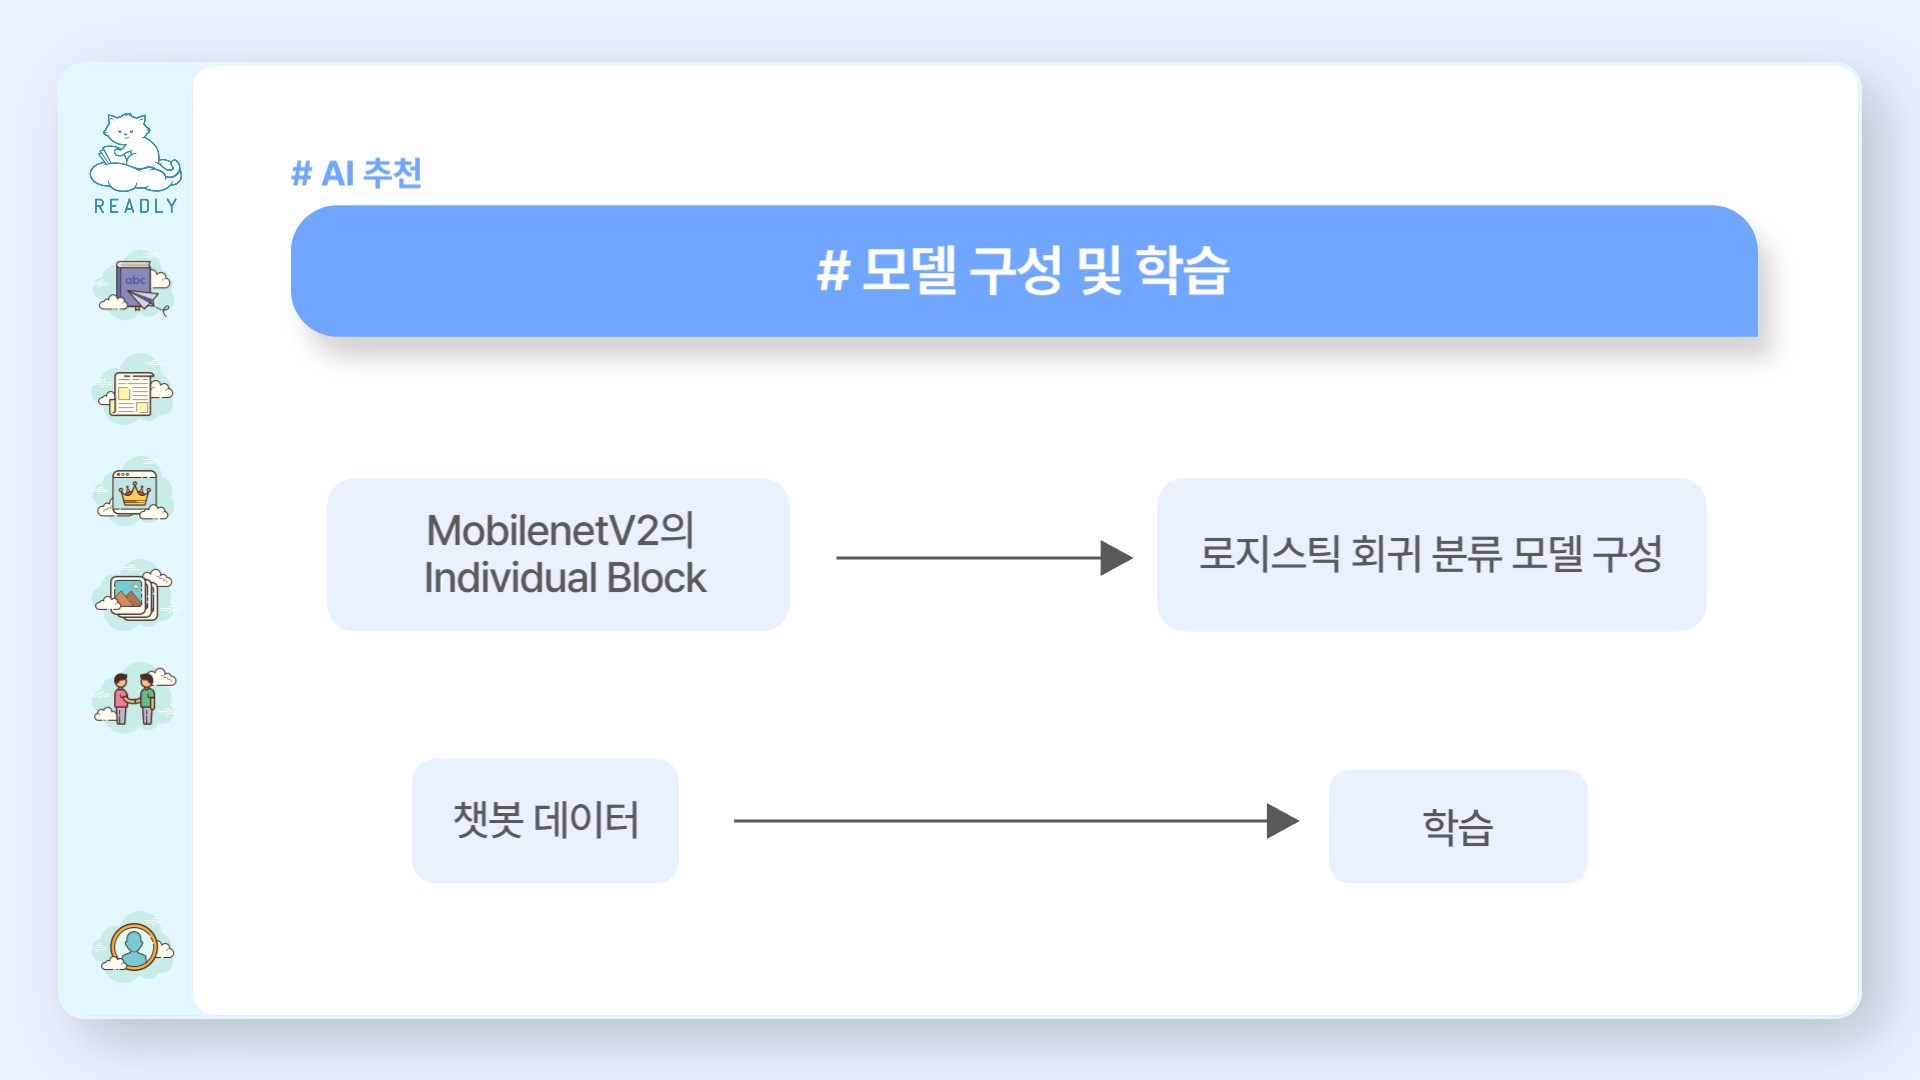 READLY
abc
# AI 추천
# 모델 구성 및 학습
MobilenetV2의
Individual Block
로지스틱 회귀 분류 모델 구성
챗봇 데이터
학습